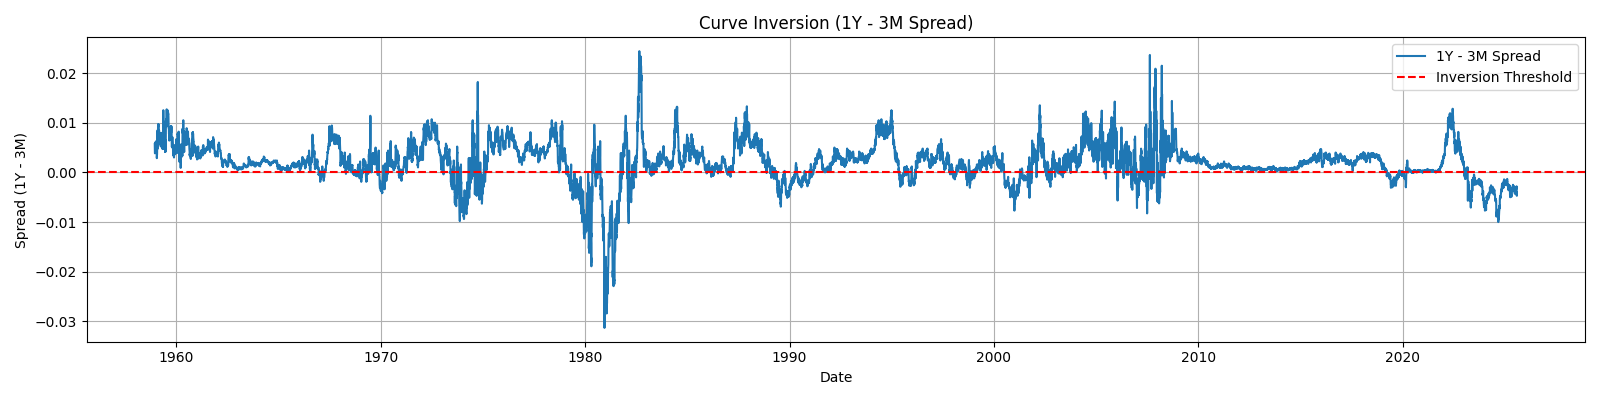 Curve Inversion (1Y - 3M Spread)
1Y - 3M Spread
Inversion Threshold
Spread (1Y - 3M)
0.02
0.01
0.00
−0.01
−0.02
−0.03
1960 1970 1980 1990 2000 2010 2020
Date